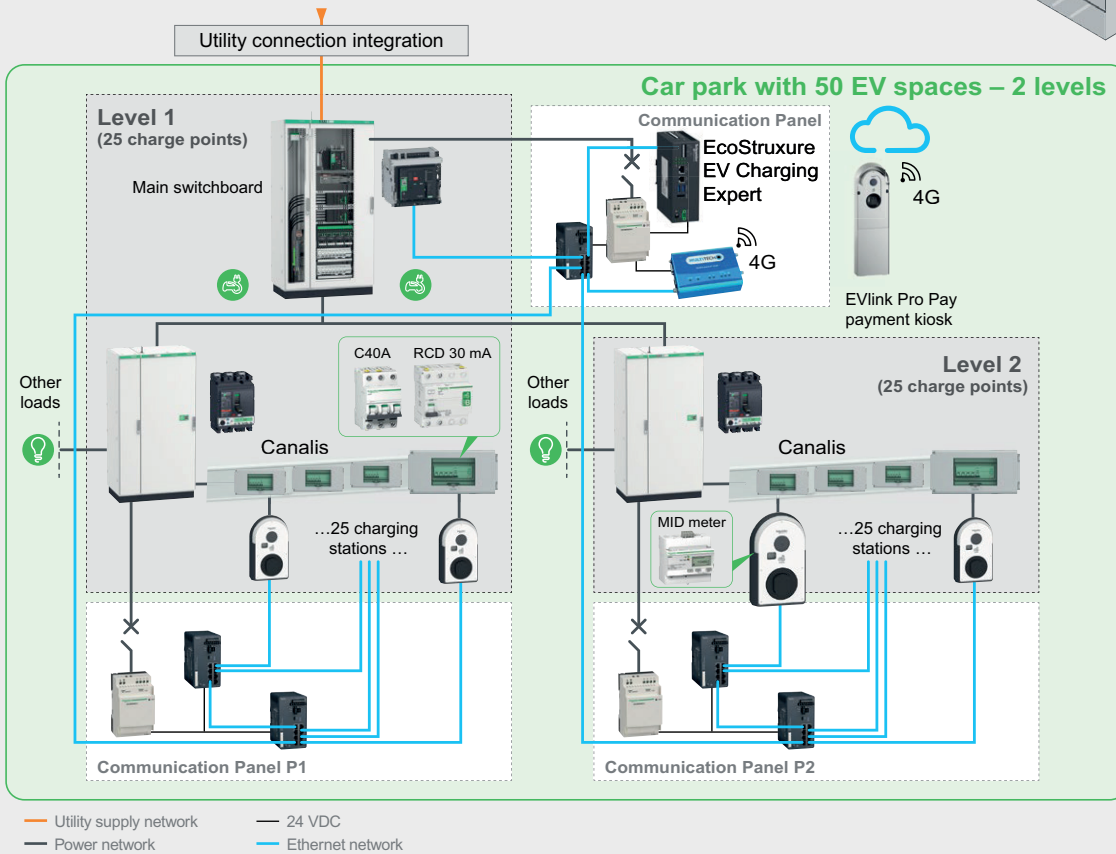 Utility connection integration
Car park with 50 EV spaces – 2 levels
Level 1
(25 charge points)
Main switchboard
Communication Panel
EcoStruxure
EV Charging
Expert
4G
4G
EVlink Pro Pay
payment kiosk
Other
loads
C40A
RCD 30 mA
Canalis
…25 charging
stations …
Other
loads
Level 2
(25 charge points)
Canalis
MID meter
…25 charging
stations …
Communication Panel P1
Communication Panel P2
Utility supply network
24 VDC
Power network
Ethernet network